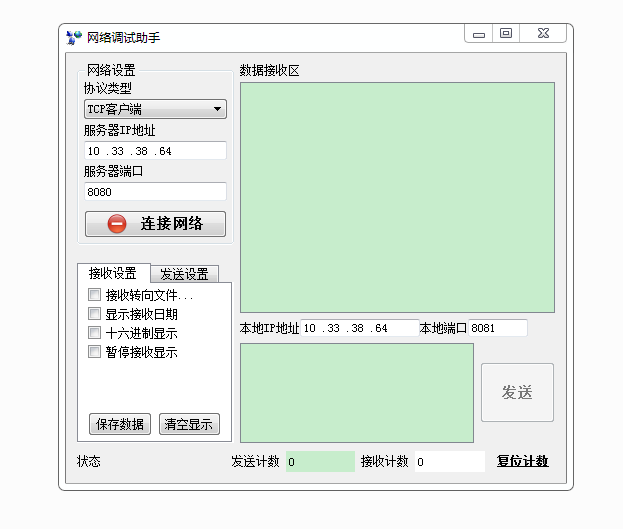 网络调试助手
网络设置
协议类型
TCP客户端
服务器IP地址
10 .33 .38 .64
服务器端口
8080
连接网络
接收设置 发送设置
接收转向文件...
显示接收日期
十六进制显示
暂停接收显示
保存数据 清空显示
数据接收区
本地IP地址 10 .33 .38 .64 本地端口 8081
发送
状态 发送计数 0 接收计数 0 复位计数